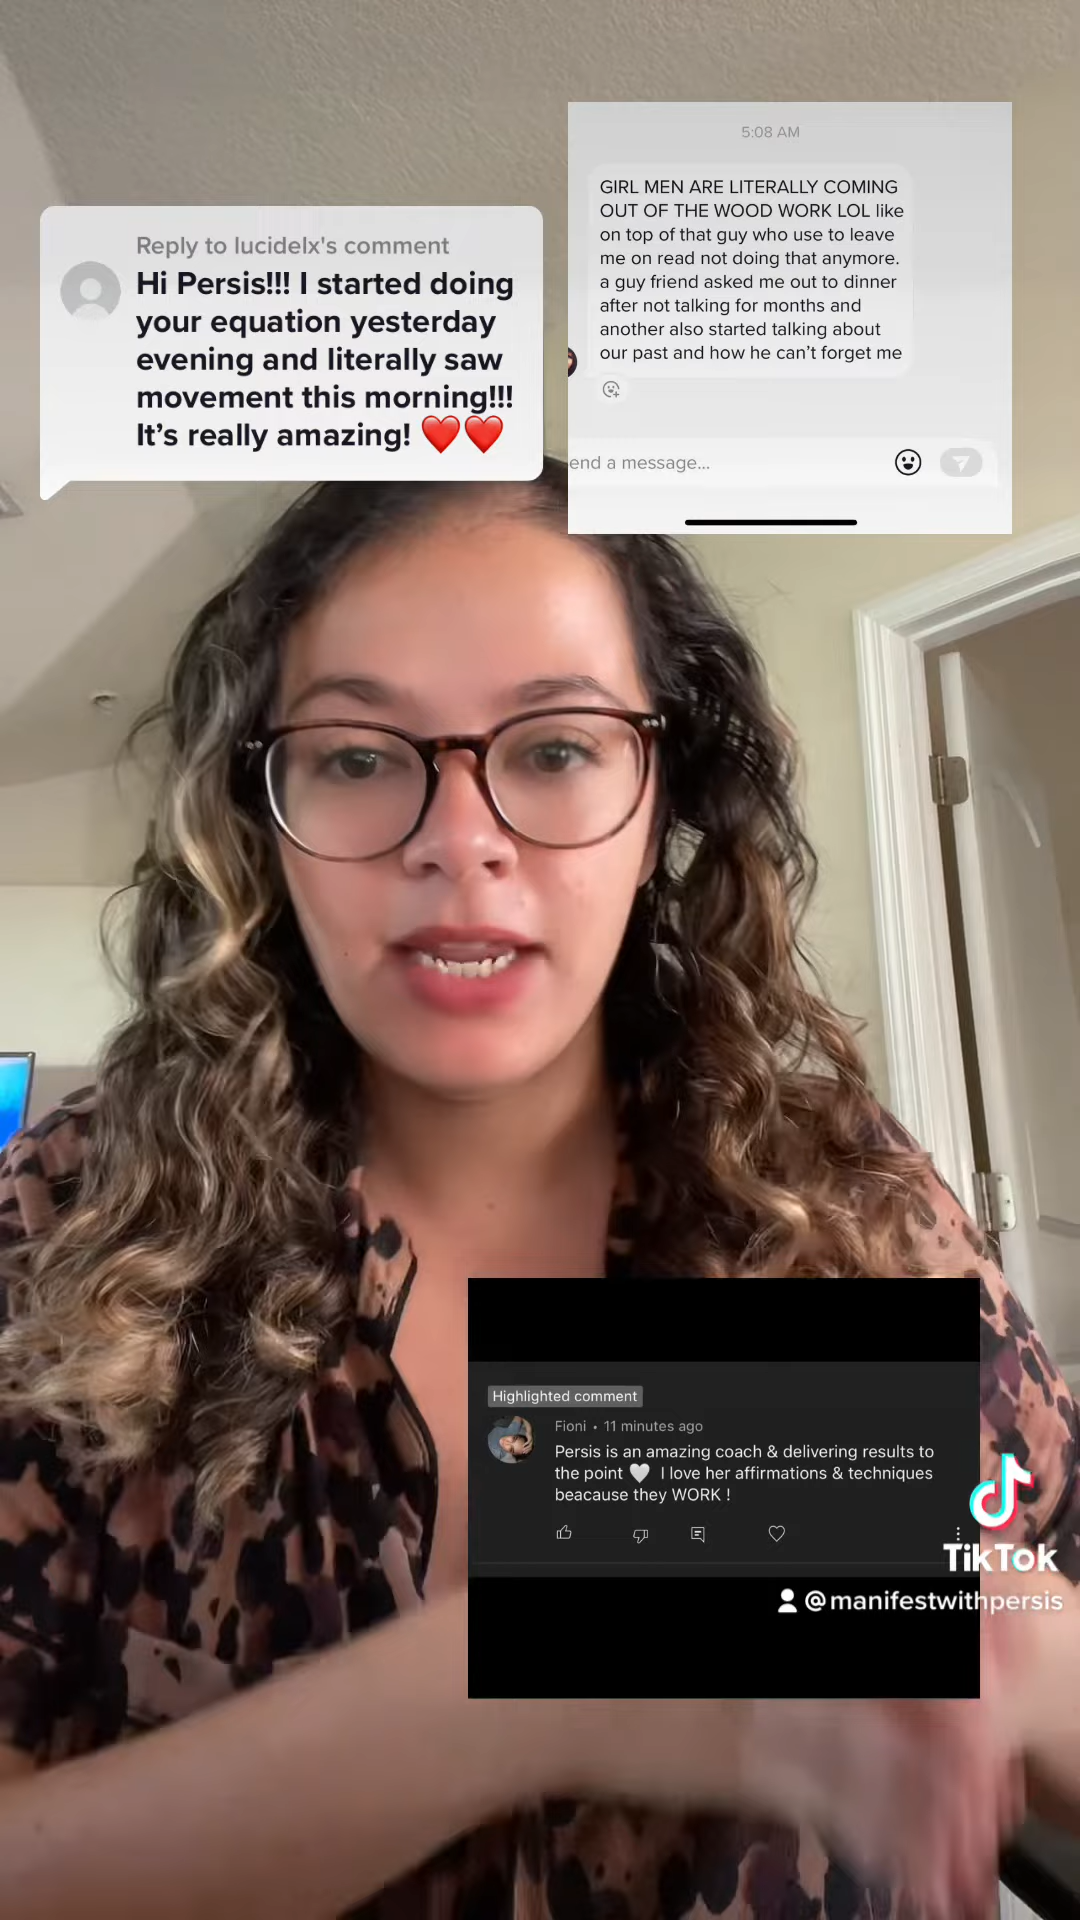 Reply to lucidelx's comment
Hi Persis!!! I started doing
your equation yesterday
evening and literally saw
movement this morning!!!
It’s really amazing! ❤️❤️
5:08 AM
GIRL MEN ARE LITERALLY COMING
OUT OF THE WOOD WORK LOL like
on top of that guy who use to leave
me on read not doing that anymore.
a guy friend asked me out to dinner
after not talking for months and
another also started talking about
our past and how he can’t forget me
end a message...
Highlighted comment
Fioni • 11 minutes ago
Persis is an amazing coach & delivering results to
the point 🤍 I love her affirmations & techniques
beacause they WORK !
TikTok
@manifestwithpersis